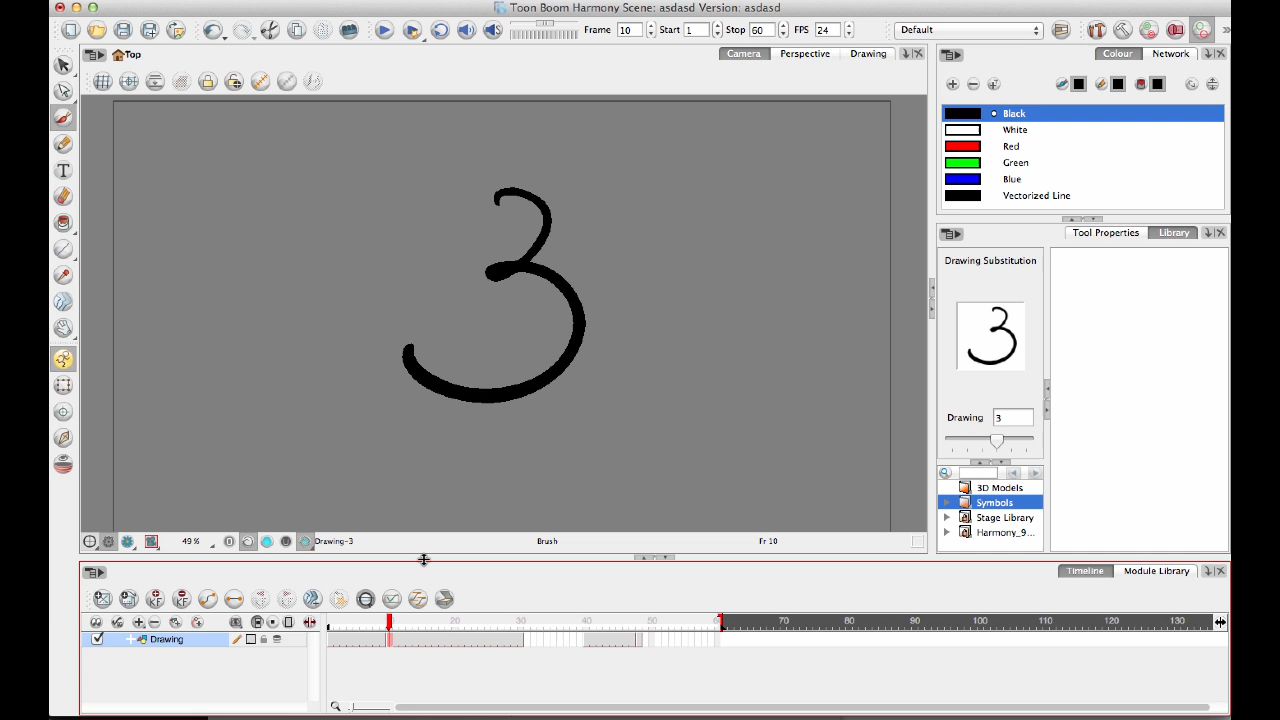 Toon Boom Harmony Scene: asdasd Version: asdasd
Frame 10 Start 1 Stop 60 FPS 24 Default
Top Camera Perspective Drawing
Colour Network
Black
White
Red
Green
Blue
Vectorized Line
3
Tool Properties Library
Drawing Substitution
3
Drawing 3
3D Models
Symbols
Stage Library
Harmony_9...
49 % Drawing-3 Brush Fr 10
Timeline Module Library
20 30 40 50 70 80 90 100 110 120 130
Drawing